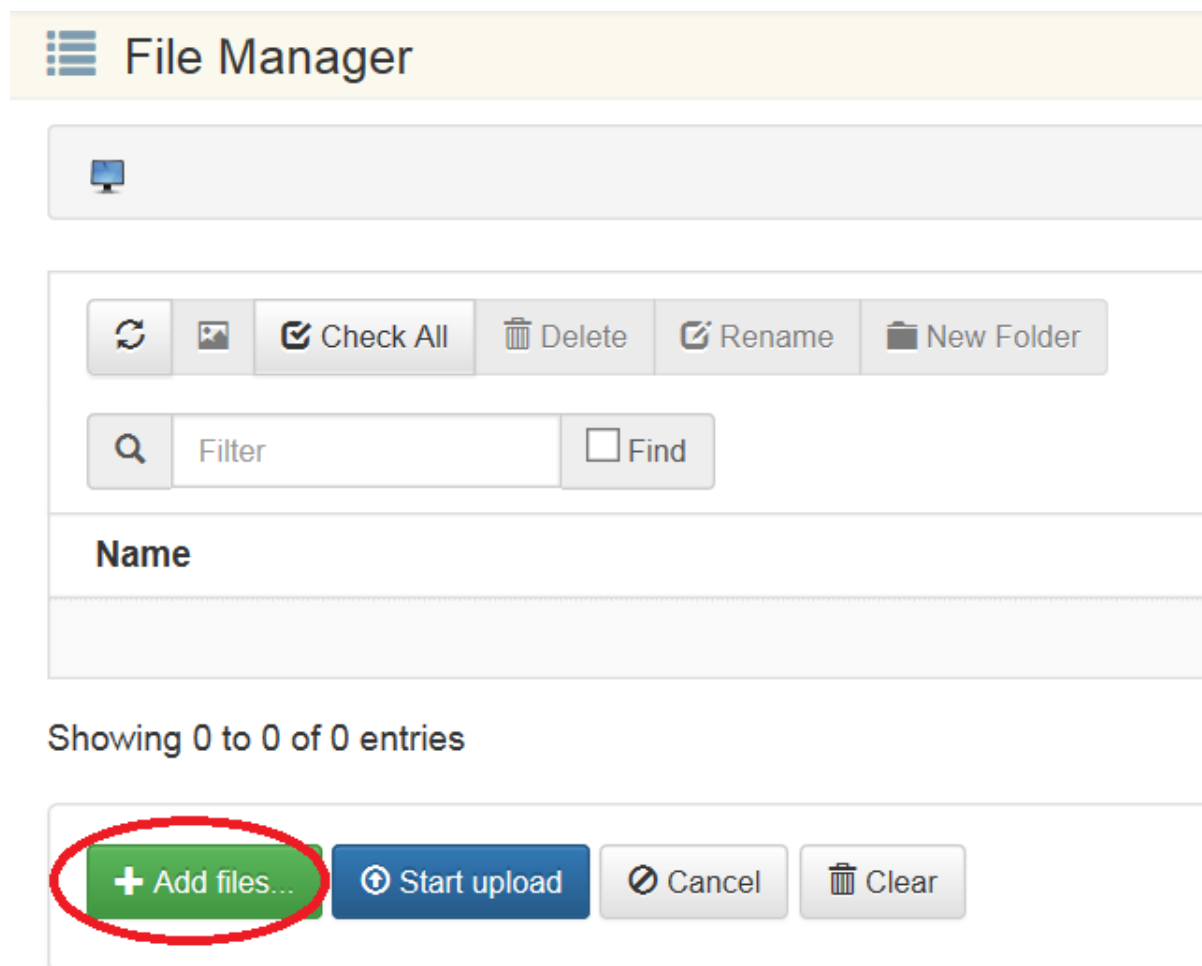 File Manager
Check All Delete Rename New Folder
Filter Find
Name
Showing 0 to 0 of 0 entries
Add files... Start upload Cancel Clear